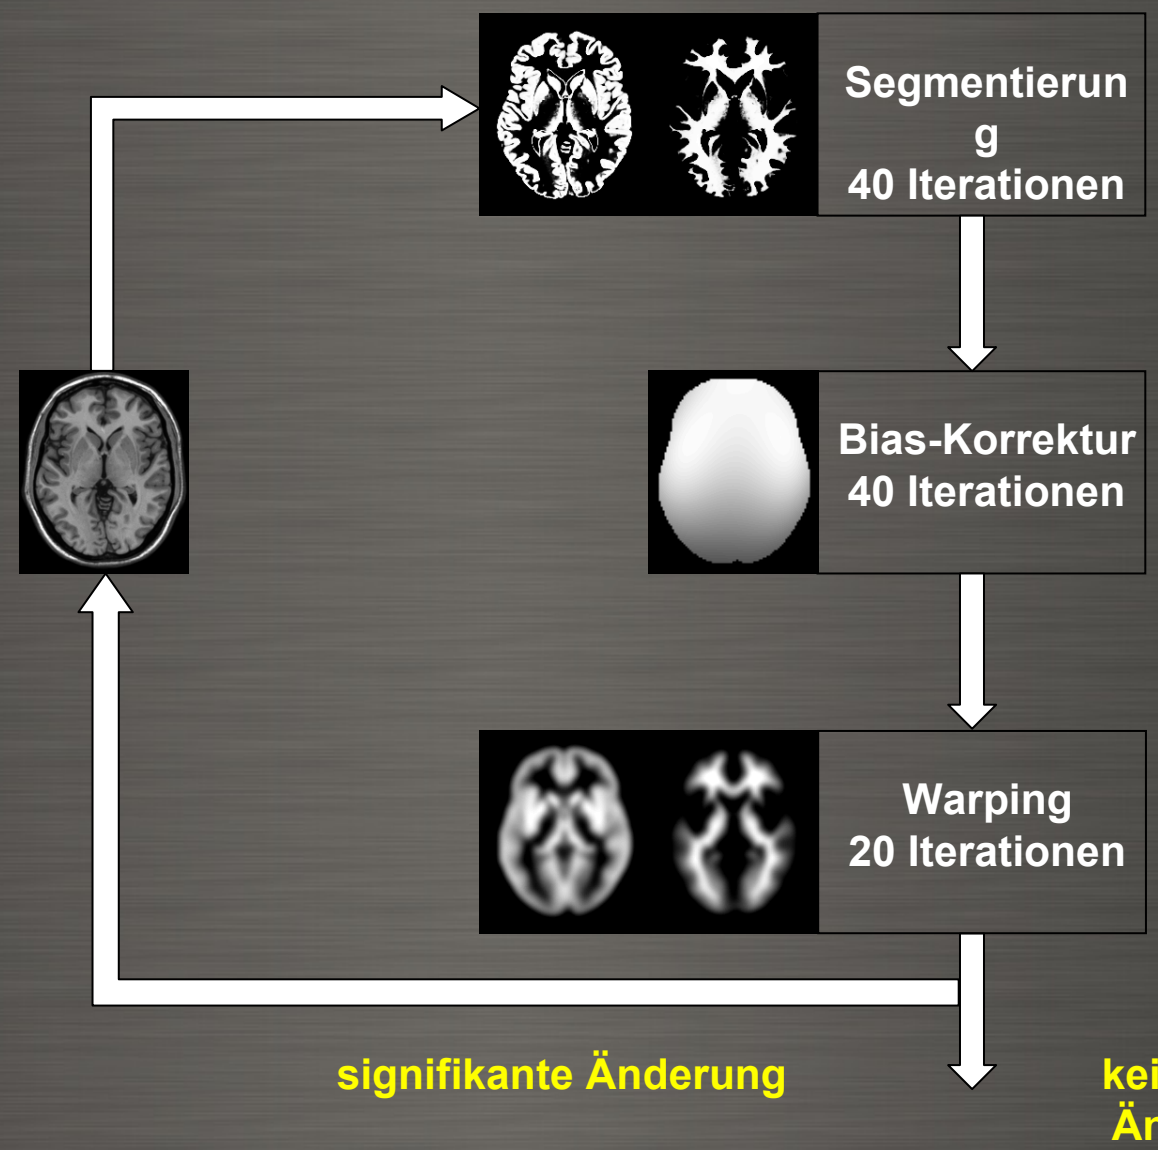 Segmentierun
g
40 Iterationen
Bias-Korrektur
40 Iterationen
Warping
20 Iterationen
signifikante Änderung